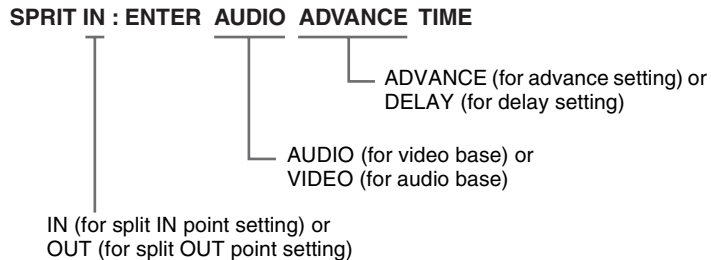 SPRIT IN : ENTER AUDIO ADVANCE TIME
ADVANCE (for advance setting) or
DELAY (for delay setting)
AUDIO (for video base) or
VIDEO (for audio base)
IN (for split IN point setting) or
OUT (for split OUT point setting)